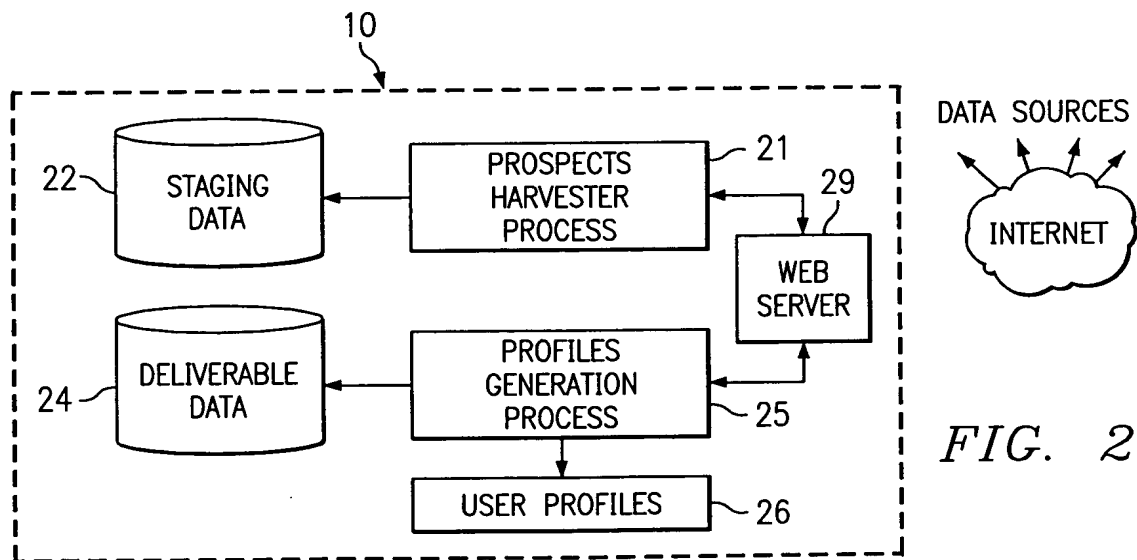 10
DATA SOURCES
22
STAGING
DATA
PROSPECTS
HARVESTER
PROCESS
21
29
INTERNET
WEB
SERVER
24
DELIVERABLE
DATA
PROFILES
GENERATION
PROCESS
25
USER PROFILES
26
FIG. 2